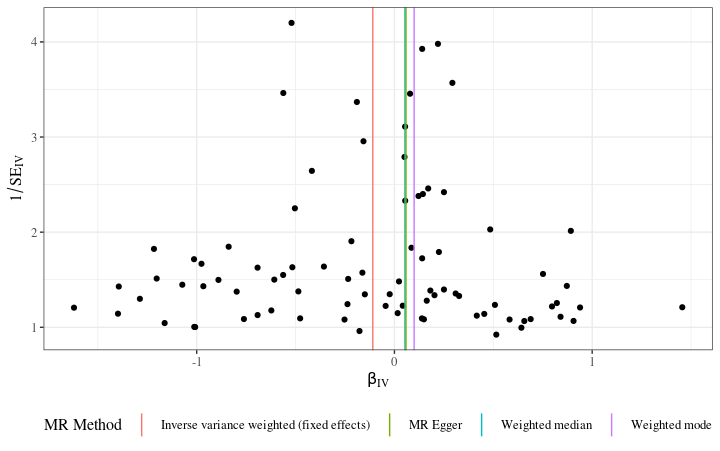 4
3
2
1
1/SE_IV
-1
0
1
β_IV
MR Method
Inverse variance weighted (fixed effects)
MR Egger
Weighted median
Weighted mode